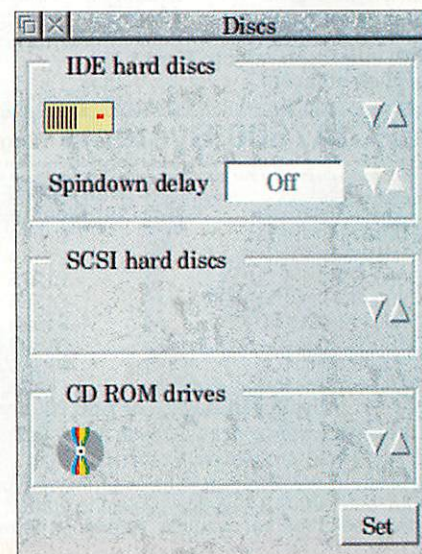 Discs
IDE hard discs
Spindown delay Off
SCSI hard discs
CD ROM drives
Set